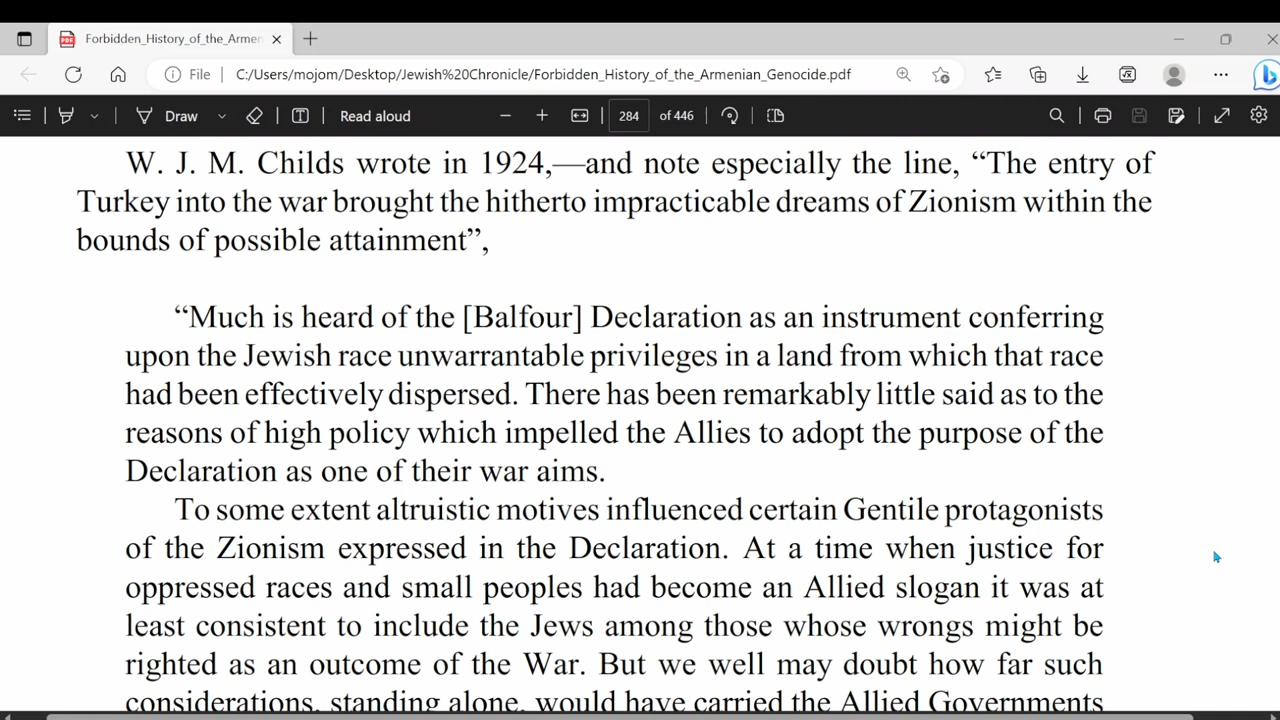 Forbidden_History_of_the_Armen
File
C:/Users/mojom/Desktop/Jewish%20Chronicle/Forbidden_History_of_the_Armenian_Genocide.pdf
Draw
Read aloud
284 of 446
W. J. M. Childs wrote in 1924,—and note especially the line, “The entry of
Turkey into the war brought the hitherto impracticable dreams of Zionism within the
bounds of possible attainment”,
“Much is heard of the [Balfour] Declaration as an instrument conferring
upon the Jewish race unwarrantable privileges in a land from which that race
had been effectively dispersed. There has been remarkably little said as to the
reasons of high policy which impelled the Allies to adopt the purpose of the
Declaration as one of their war aims.
To some extent altruistic motives influenced certain Gentile protagonists
of the Zionism expressed in the Declaration. At a time when justice for
oppressed races and small peoples had become an Allied slogan it was at
least consistent to include the Jews among those whose wrongs might be
righted as an outcome of the War. But we well may doubt how far such
considerations, standing alone, would have carried the Allied Governments